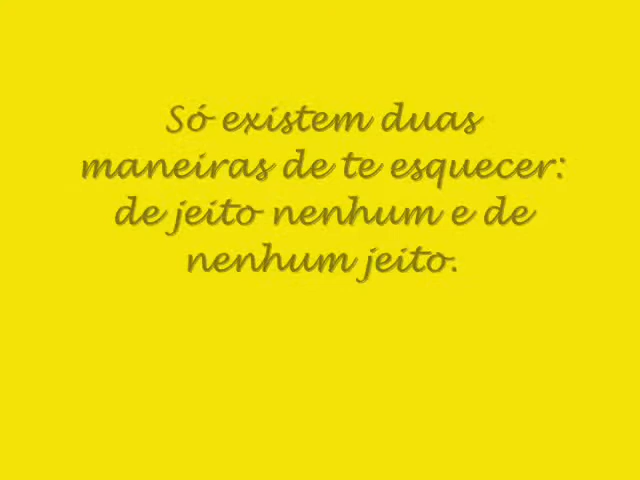 Só existem duas
maneiras de te esquecer:
de jeito nenhum e de
nenhum jeito.